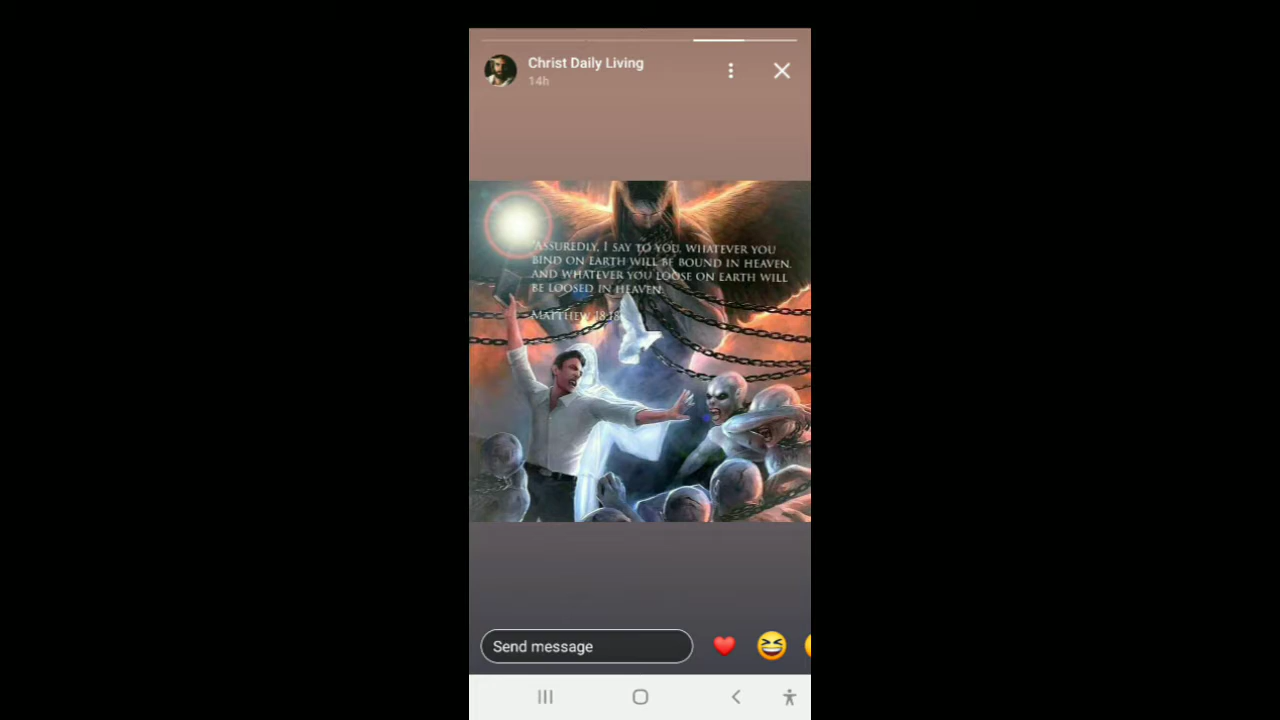 Christ Daily Living
14h
"Assuredly, I say to you, whatever you
bind on earth will be bound in heaven,
and whatever you loose on earth will
be loosed in heaven.
Matthew 18:18
Send message